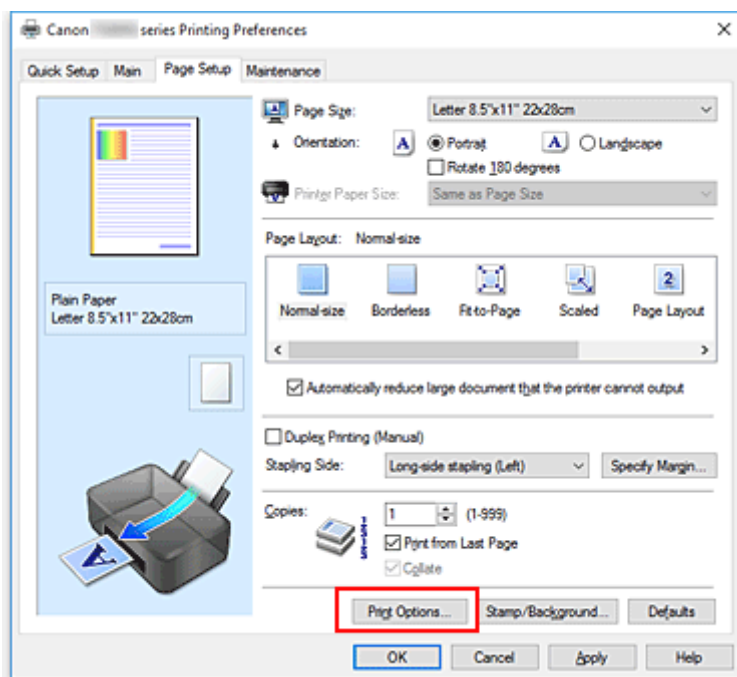 Canon series Printing Preferences
Quick Setup Main Page Setup Maintenance
Page Size: Letter 8.5"x11" 22x28cm
Orientation: A Portrait A Landscape
Rotate 180 degrees
Printer Paper Size: Same as Page Size
Page Layout: Normal-size
2
Normal-size Borderless Fit-to-Page Scaled Page Layout
Plain Paper
Letter 8.5"x11" 22x28cm
Automatically reduce large document that the printer cannot output
Duplex Printing (Manual)
Stapling Side: Long-side stapling (Left) Specify Margin...
Copies: 1 (1-999)
Print from Last Page
Collate
A
Print Options... Stamp/Background... Defaults
OK Cancel Apply Help